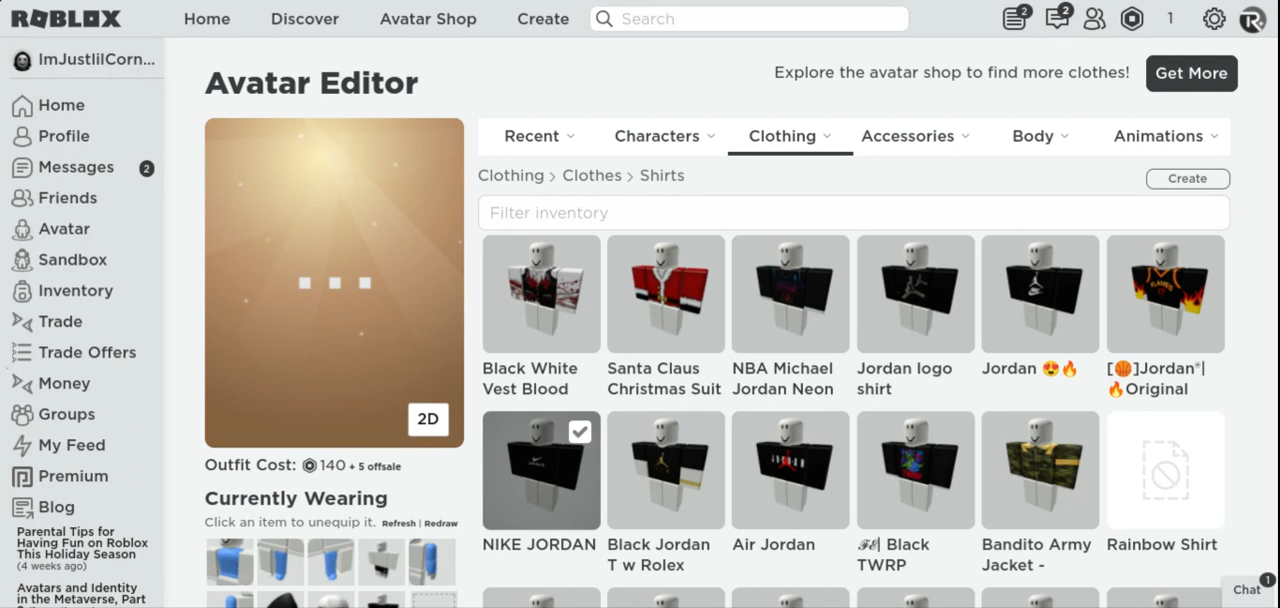 ROBLOX
Home
Discover
Avatar Shop
Create
Search
2
2
1
ImJustlilCorn...
Home
Profile
Messages
2
Friends
Avatar
Sandbox
Inventory
Trade
Trade Offers
Money
Groups
My Feed
Premium
Blog
Parental Tips for
Having Fun on Roblox
This Holiday Season
(4 weeks ago)
Avatars and Identity
in the Metaverse, Part
Avatar Editor
Explore the avatar shop to find more clothes!
Get More
2D
Outfit Cost: 140 + 5 offsale
Currently Wearing
Click an item to unequip it. Refresh | Redraw
Recent
Characters
Clothing
Accessories
Body
Animations
Clothing > Clothes > Shirts
Create
Filter inventory
Black White
Vest Blood
Santa Claus
Christmas Suit
NBA Michael
Jordan Neon
Jordan logo
shirt
Jordan 😍🔥
[🏀]Jordan*|
🔥Original
NIKE JORDAN
Black Jordan
T w Rolex
Air Jordan
ℱℰ| Black
TWRP
Bandito Army
Jacket -
Rainbow Shirt
Chat
1